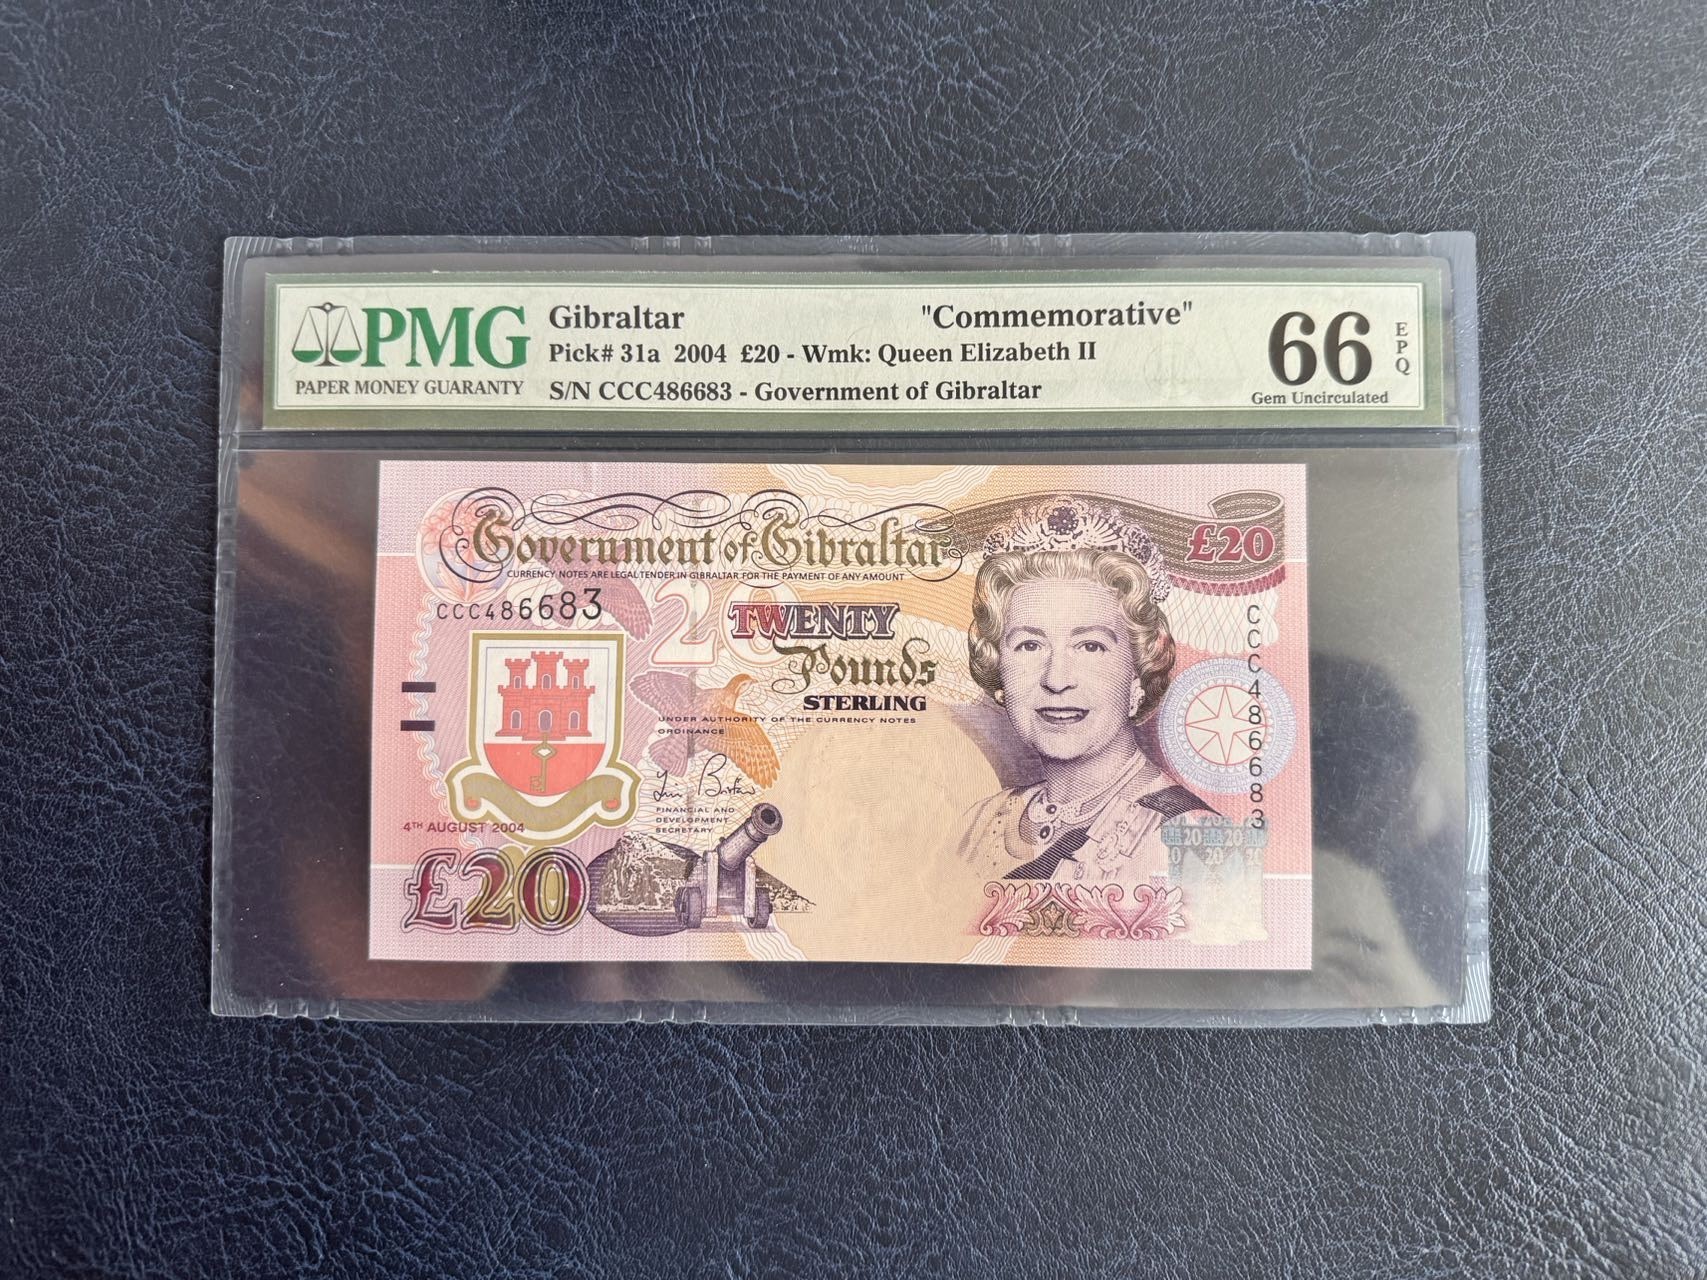 PMG
PAPER MONEY GUARANTY
Gibraltar "Commemorative"
Pick# 31a 2004 £20 - Wmk: Queen Elizabeth II
S/N CCC486683 - Government of Gibraltar
66
EPQ
Gem Uncirculated
Government of Gibraltar
CURRENCY NOTES ARE LEGAL TENDER IN GIBRALTAR FOR THE PAYMENT OF ANY AMOUNT
£20
CCC486683
20
TWENTY
Pounds
STERLING
UNDER AUTHORITY OF THE CURRENCY NOTES
ORDINANCE
FINANCIAL AND
DEVELOPMENT
SECRETARY
4TH AUGUST 2004
£20
CCC486683